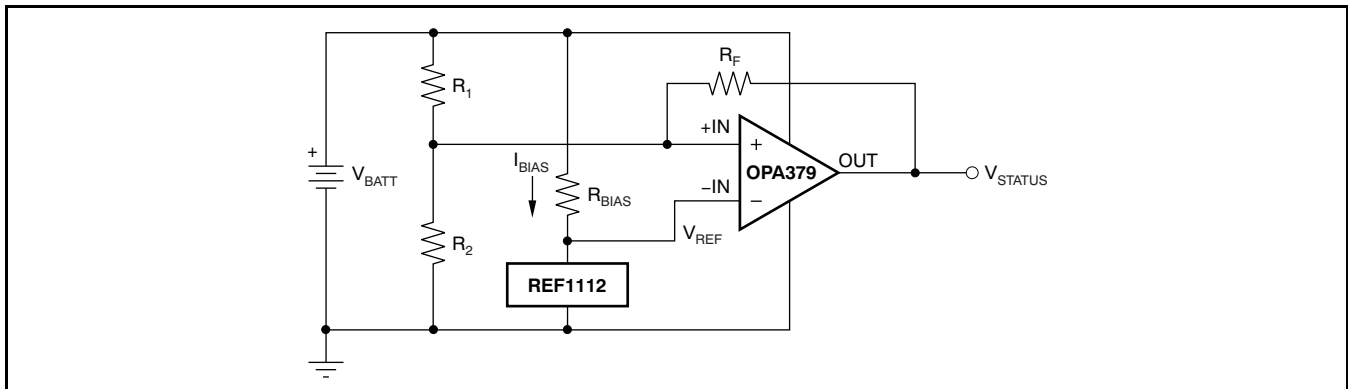 R_F
R_1
+IN
+
+
I_BIAS
OPA379
OUT
V_BATT
V_STATUS
R_BIAS
−IN
−
V_REF
R_2
REF1112